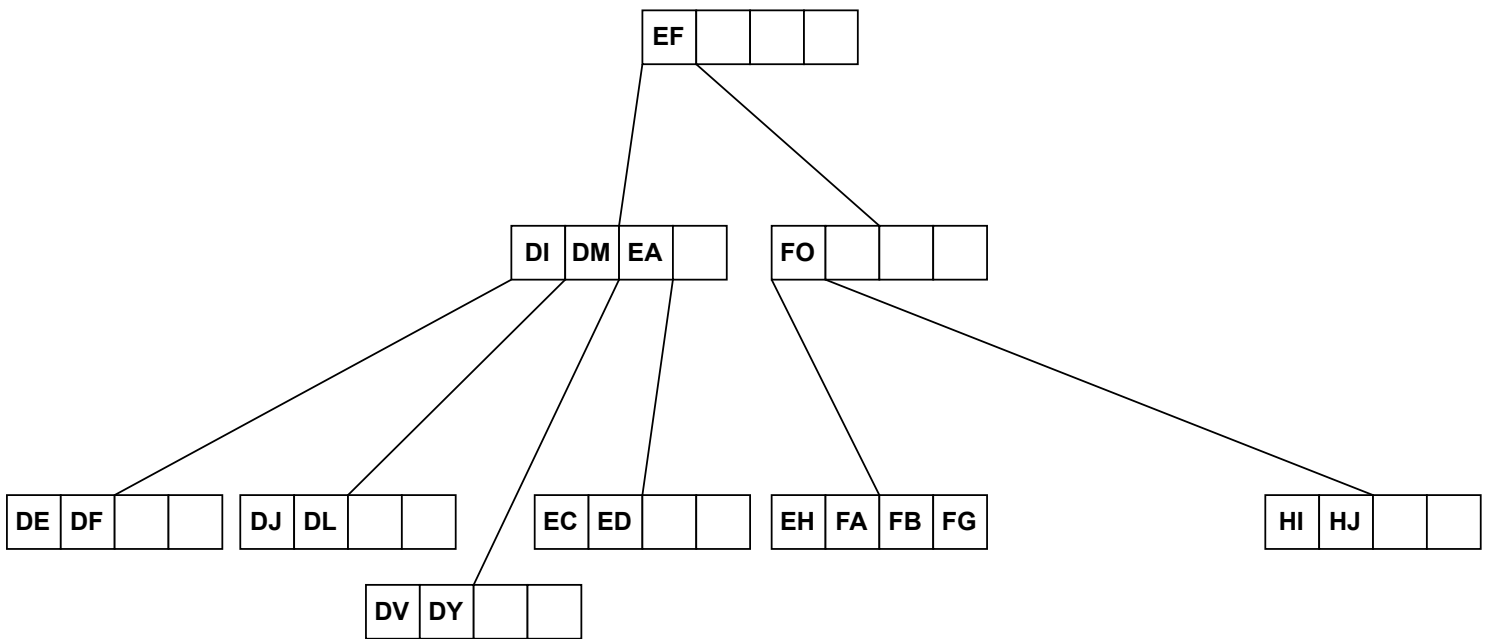 EF
DI DM EA
FO
DE DF
DJ DL
EC ED
EH FA FB FG
HI HJ
DV DY